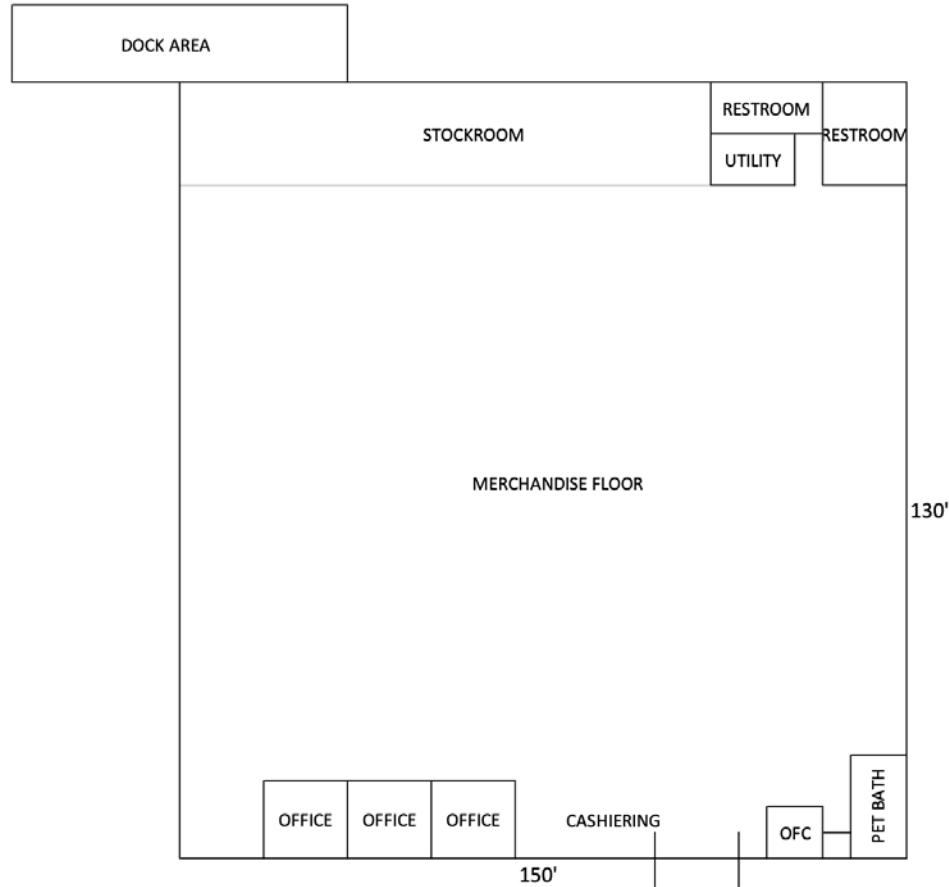 DOCK AREA
RESTROOM
STOCKROOM
RESTROOM
UTILITY
MERCHANDISE FLOOR
130'
OFFICE
OFFICE
OFFICE
CASHIERING
OFC
PET BATH
150'